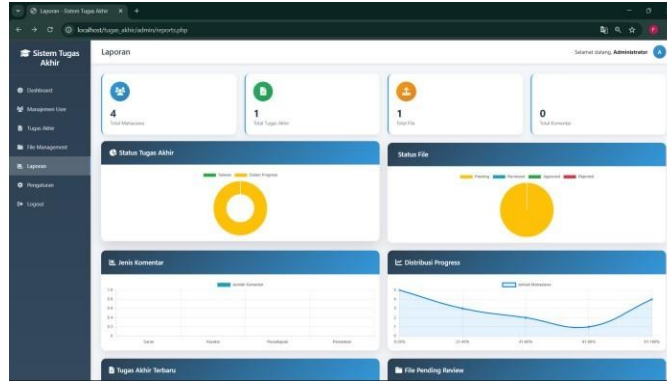 Laporan - Sistem Tugas Akhir
localhost/tugas_akhir/admin/reports.php
Sistem Tugas
Akhir
Laporan
Selamat datang, Administrator
A
Dashboard
Manajemen User
Tugas Akhir
File Management
Laporan
Pengaturan
Logout
4
Total Mahasiswa
1
Total Tugas Akhir
1
Total File
0
Total Komentar
Status Tugas Akhir
Selesai
Dalam Progress
Status File
Pending
Reviewed
Approved
Rejected
Jenis Komentar
Jumlah Komentar
Saran
Koreksi
Persetujuan
Penolakan
Distribusi Progress
Jumlah Mahasiswa
0-20%
21-40%
41-60%
61-80%
81-100%
Tugas Akhir Terbaru
File Pending Review